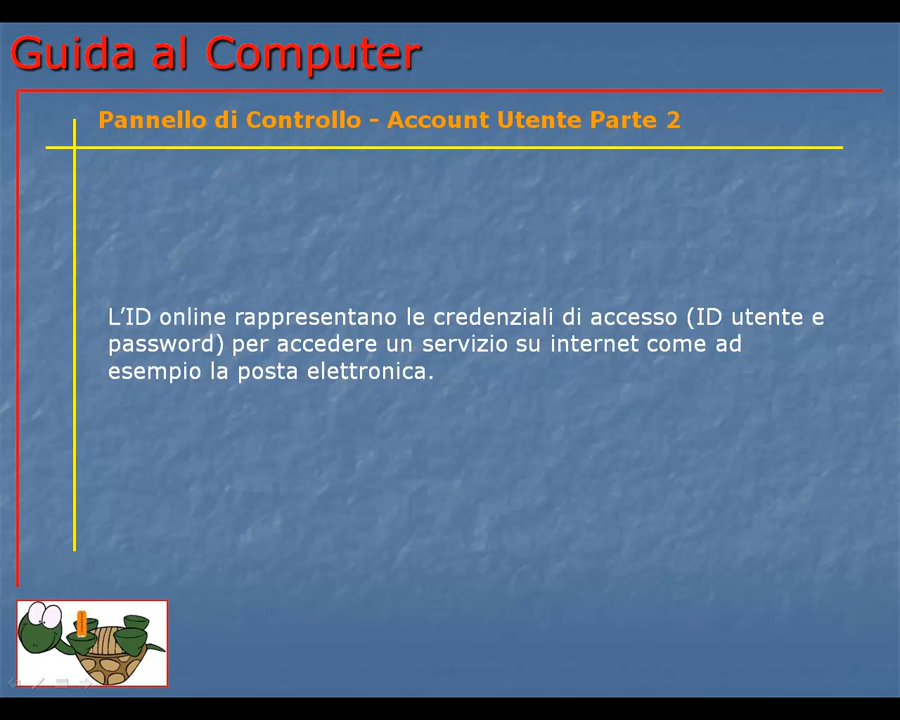 Guida al Computer
Pannello di Controllo - Account Utente Parte 2
L’ID online rappresentano le credenziali di accesso (ID utente e
password) per accedere un servizio su internet come ad
esempio la posta elettronica.